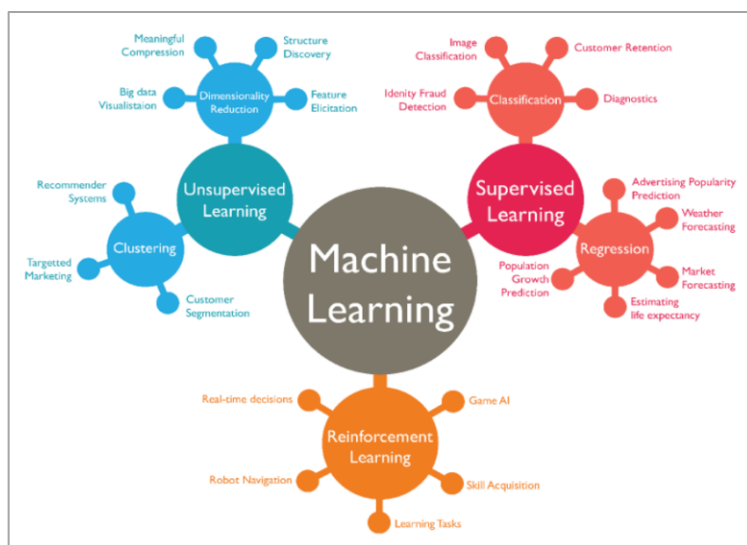 Meaningful
Compression
Structure
Discovery
Big data
Visualistaion
Dimensionality
Reduction
Feature
Elicitation
Unsupervised
Learning
Recommender
Systems
Clustering
Targetted
Marketing
Customer
Segmentation
Machine
Learning
Image
Classification
Customer Retention
Idenity Fraud
Detection
Classification
Diagnostics
Supervised
Learning
Advertising Popularity
Prediction
Weather
Forecasting
Regression
Population
Growth
Prediction
Market
Forecasting
Estimating
life expectancy
Real-time decisions
Game AI
Reinforcement
Learning
Robot Navigation
Skill Acquisition
Learning Tasks